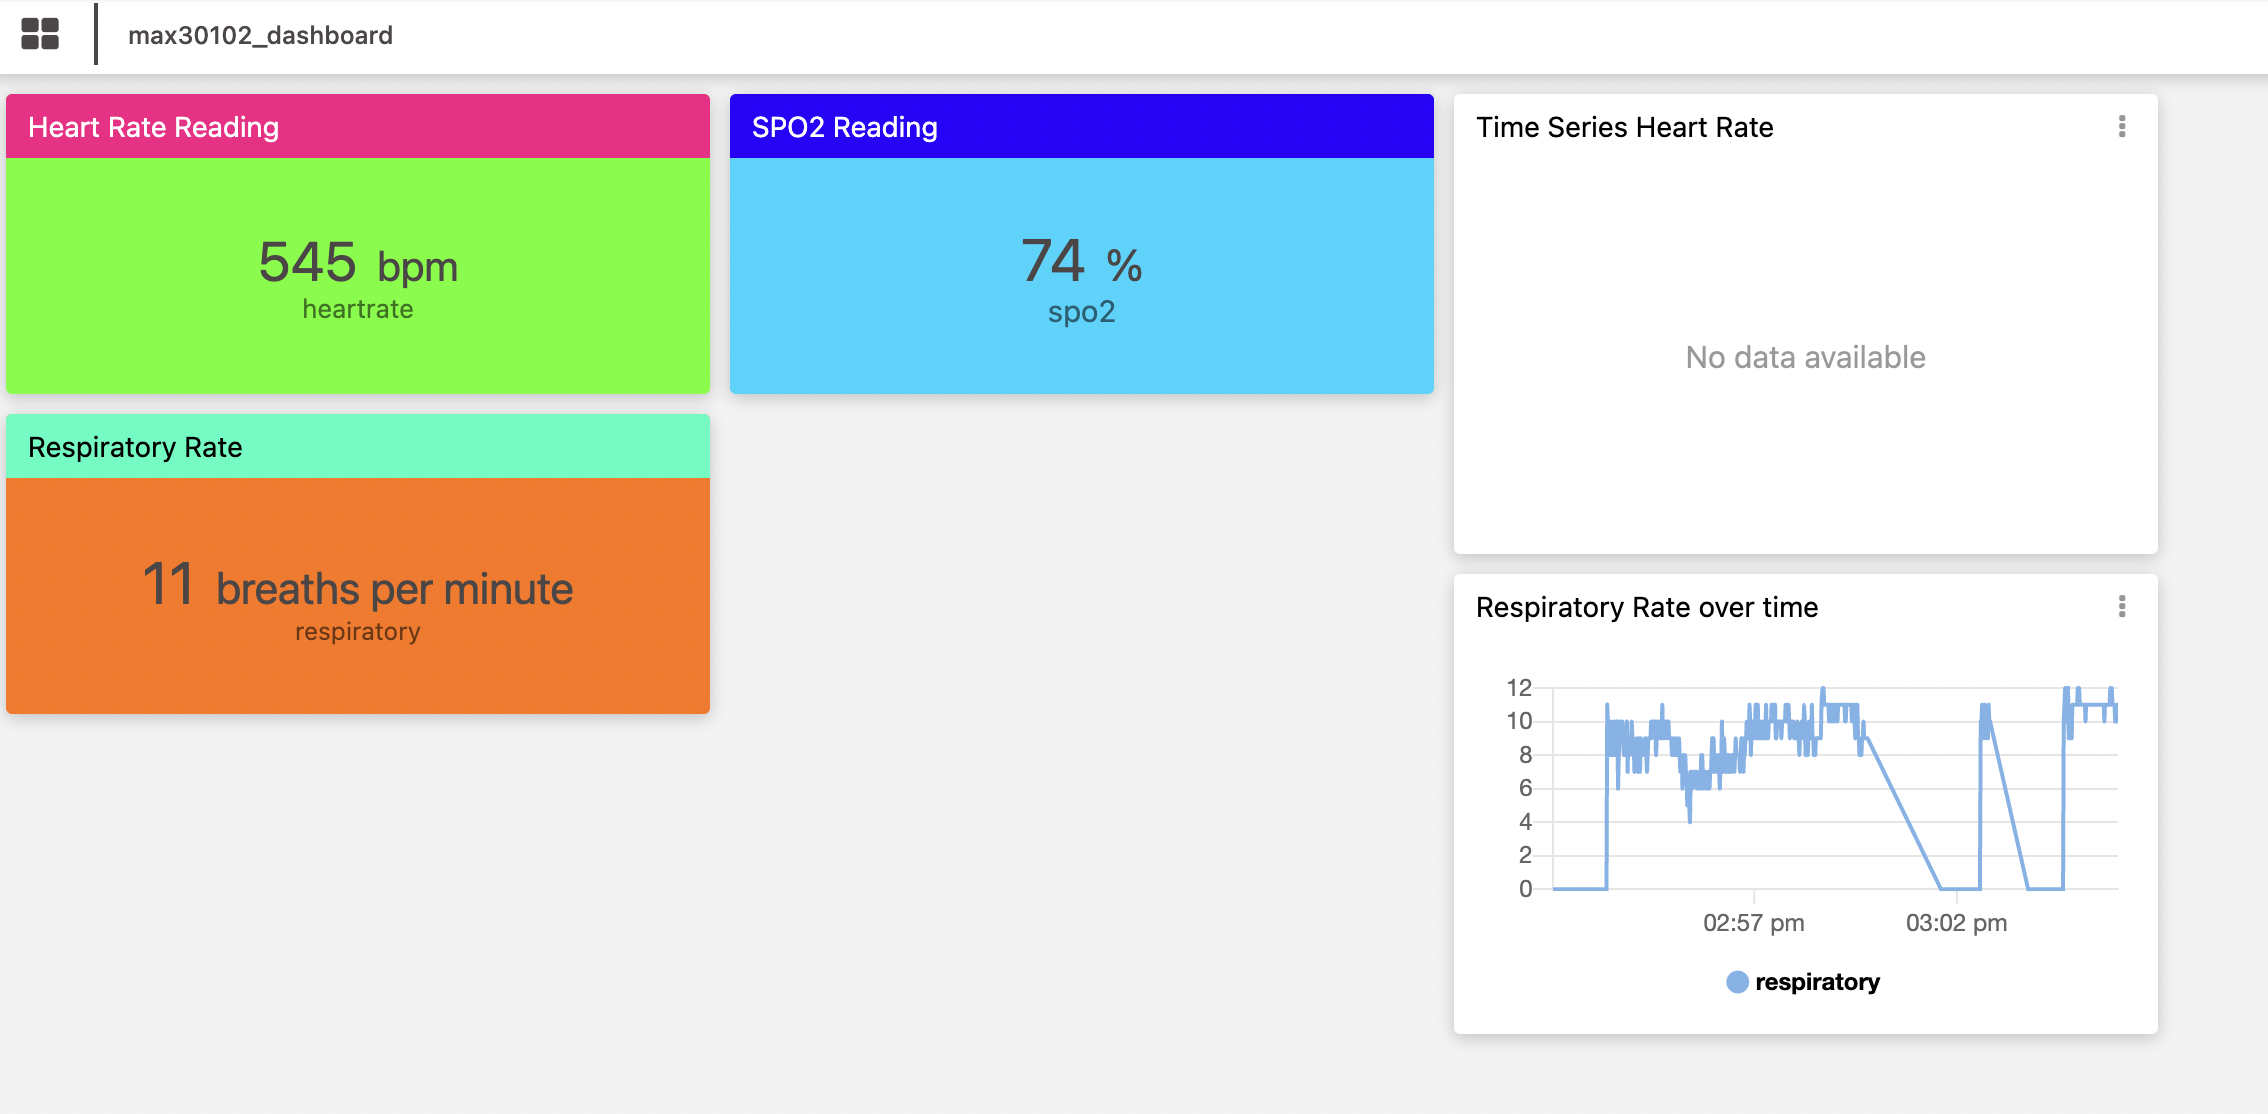 max30102_dashboard
Heart Rate Reading
545 bpm
heartrate
SPO2 Reading
74 %
spo2
Time Series Heart Rate
No data available
Respiratory Rate
11 breaths per minute
respiratory
Respiratory Rate over time
12
10
8
6
4
2
0
02:57 pm
03:02 pm
respiratory